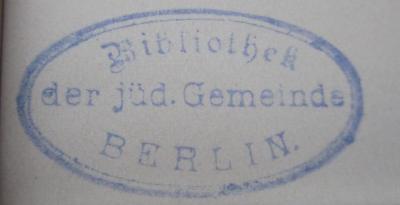 Bibliothek
der jüd. Gemeinde
BERLIN.